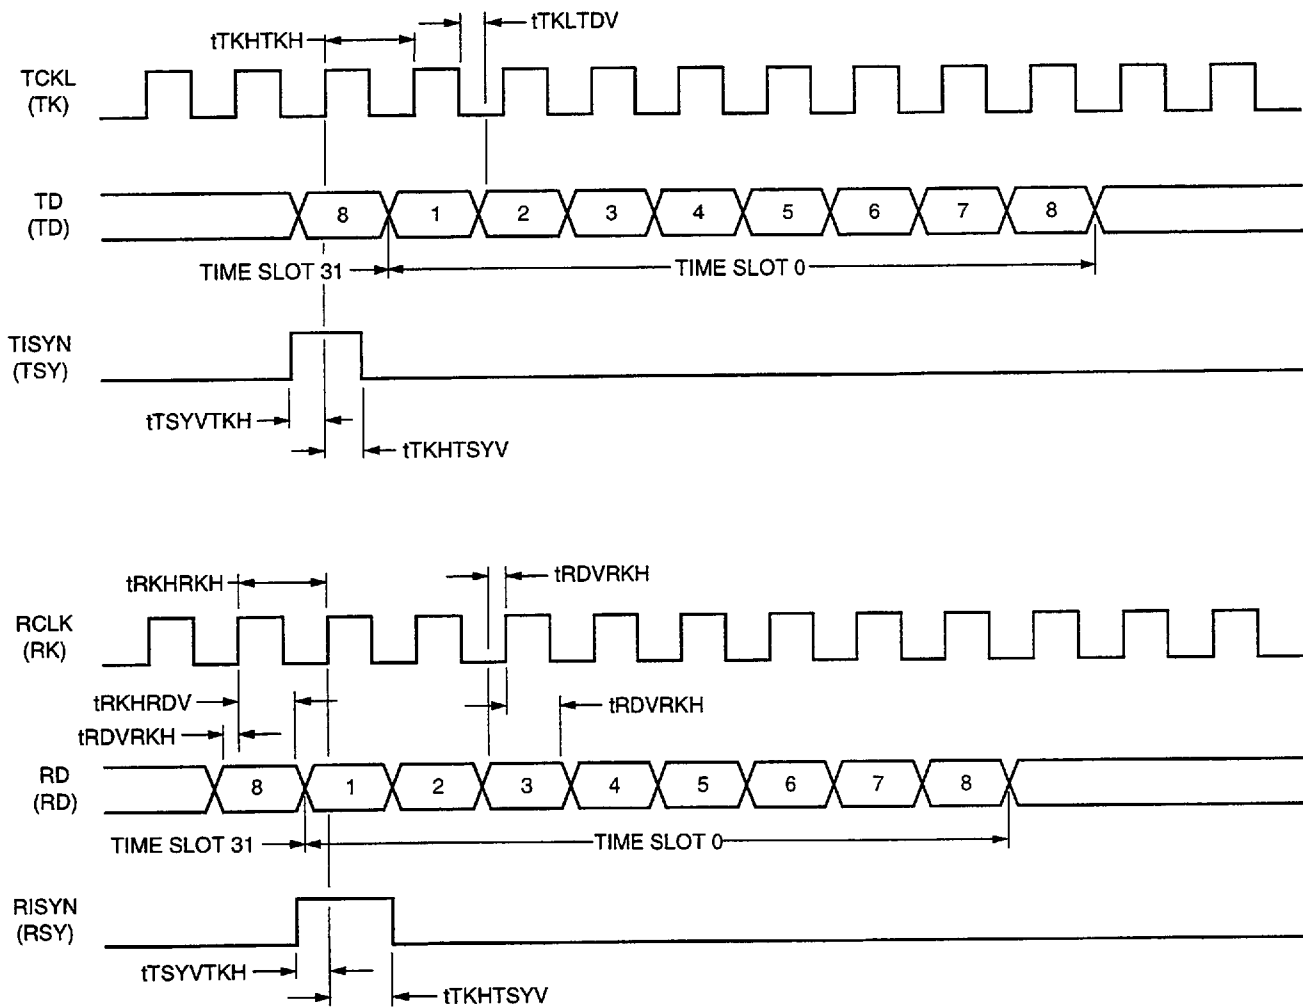 tTKLTDV
tTKHTKH
TCKL
(TK)
TD
(TD)
8 1 2 3 4 5 6 7 8
TIME SLOT 31 TIME SLOT 0
TISYN
(TSY)
tTSYVTKH
tTKHTSYV
tRKHRKH tRDVRKH
RCLK
(RK)
tRKHRDV tRDVRKH
tRDVRKH
RD
(RD)
8 1 2 3 4 5 6 7 8
TIME SLOT 31 TIME SLOT 0
RISYN
(RSY)
tTSYVTKH
tTKHTSYV